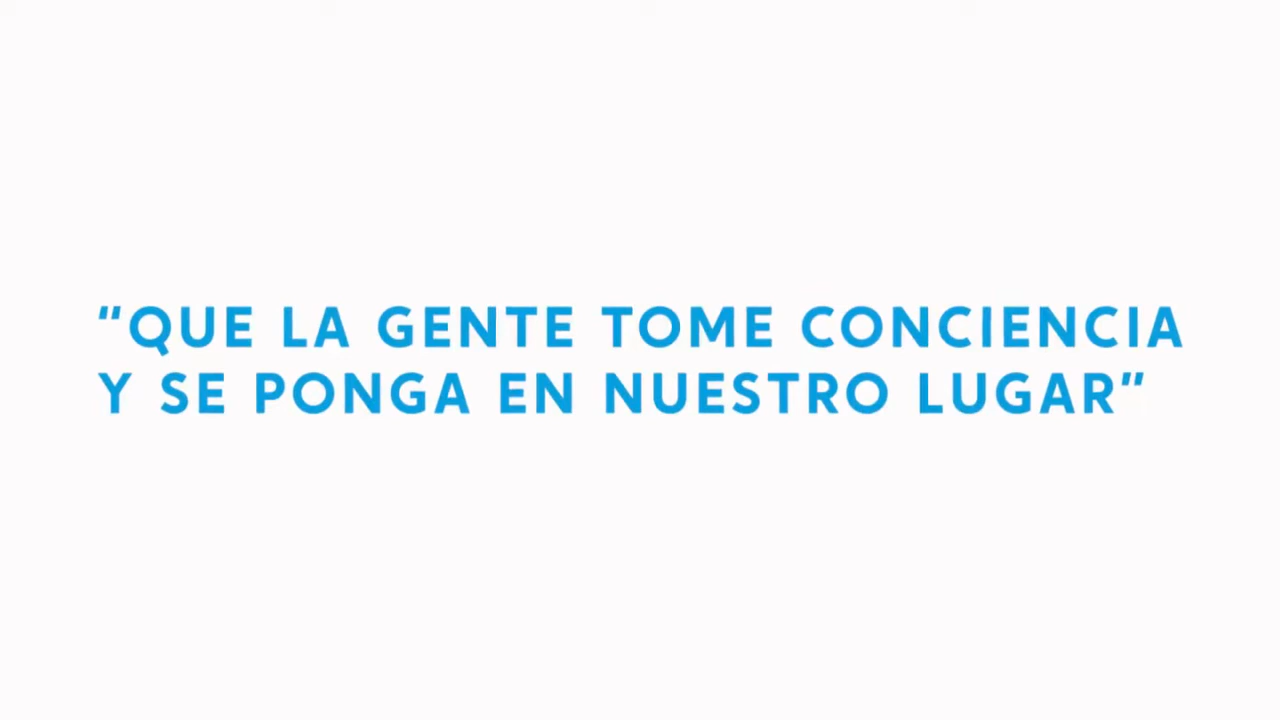 “QUE LA GENTE TOME CONCIENCIA
Y SE PONGA EN NUESTRO LUGAR”